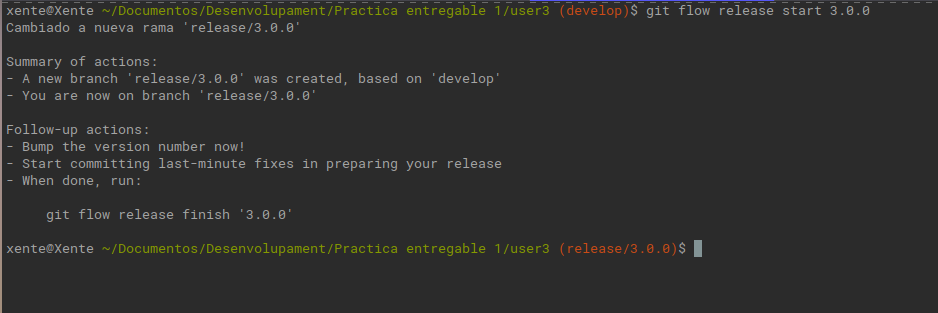 xente@Xente ~/Documentos/Desenvolupament/Practica entregable 1/user3 (develop)$ git flow release start 3.0.0
Cambiado a nueva rama 'release/3.0.0'
Summary of actions:
- A new branch 'release/3.0.0' was created, based on 'develop'
- You are now on branch 'release/3.0.0'
Follow-up actions:
- Bump the version number now!
- Start committing last-minute fixes in preparing your release
- When done, run:
git flow release finish '3.0.0'
xente@Xente ~/Documentos/Desenvolupament/Practica entregable 1/user3 (release/3.0.0)$